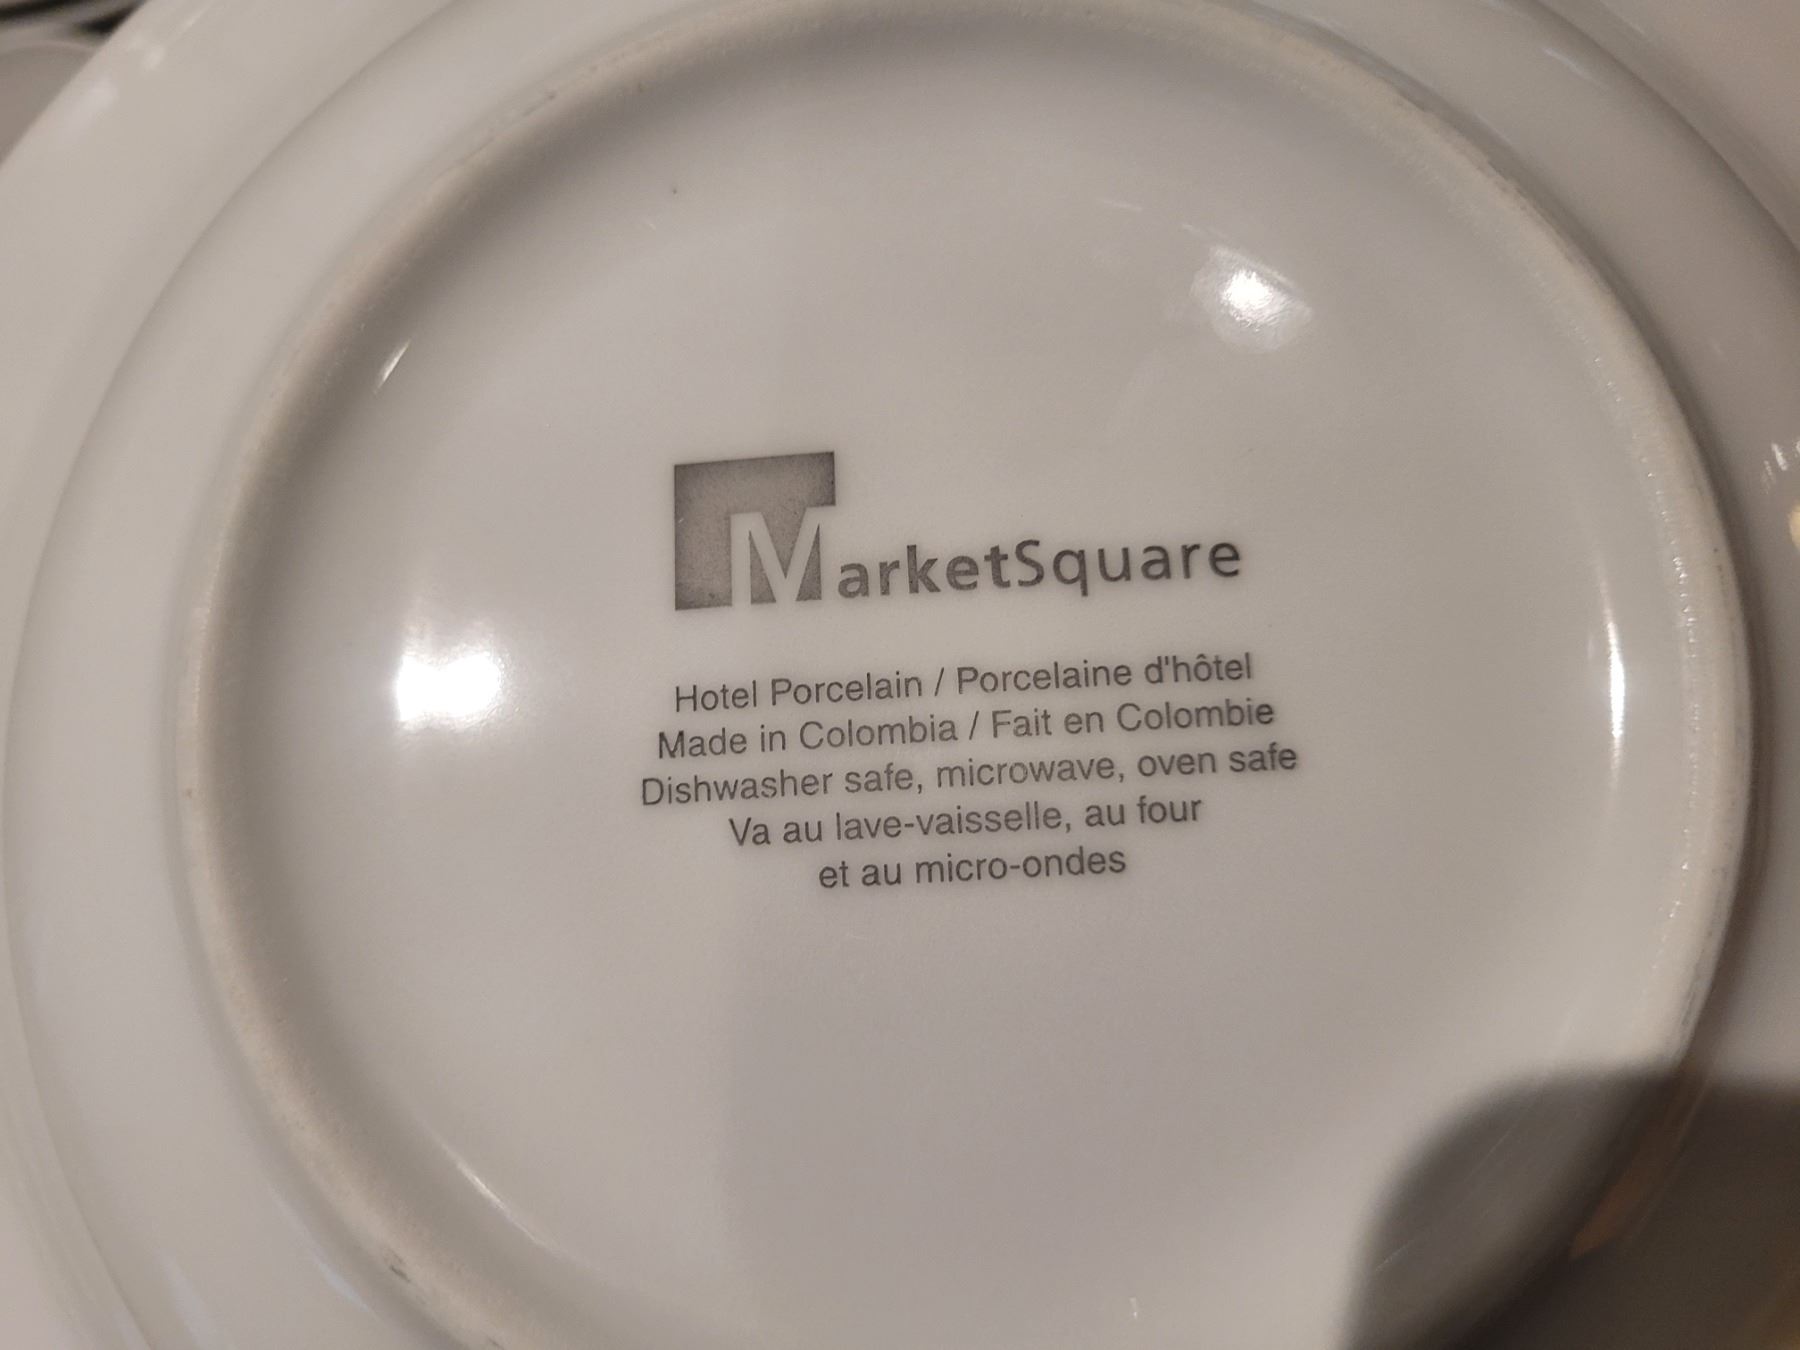 MarketSquare
Hotel Porcelain / Porcelaine d'hôtel
Made in Colombia / Fait en Colombie
Dishwasher safe, microwave, oven safe
Va au lave-vaisselle, au four
et au micro-ondes